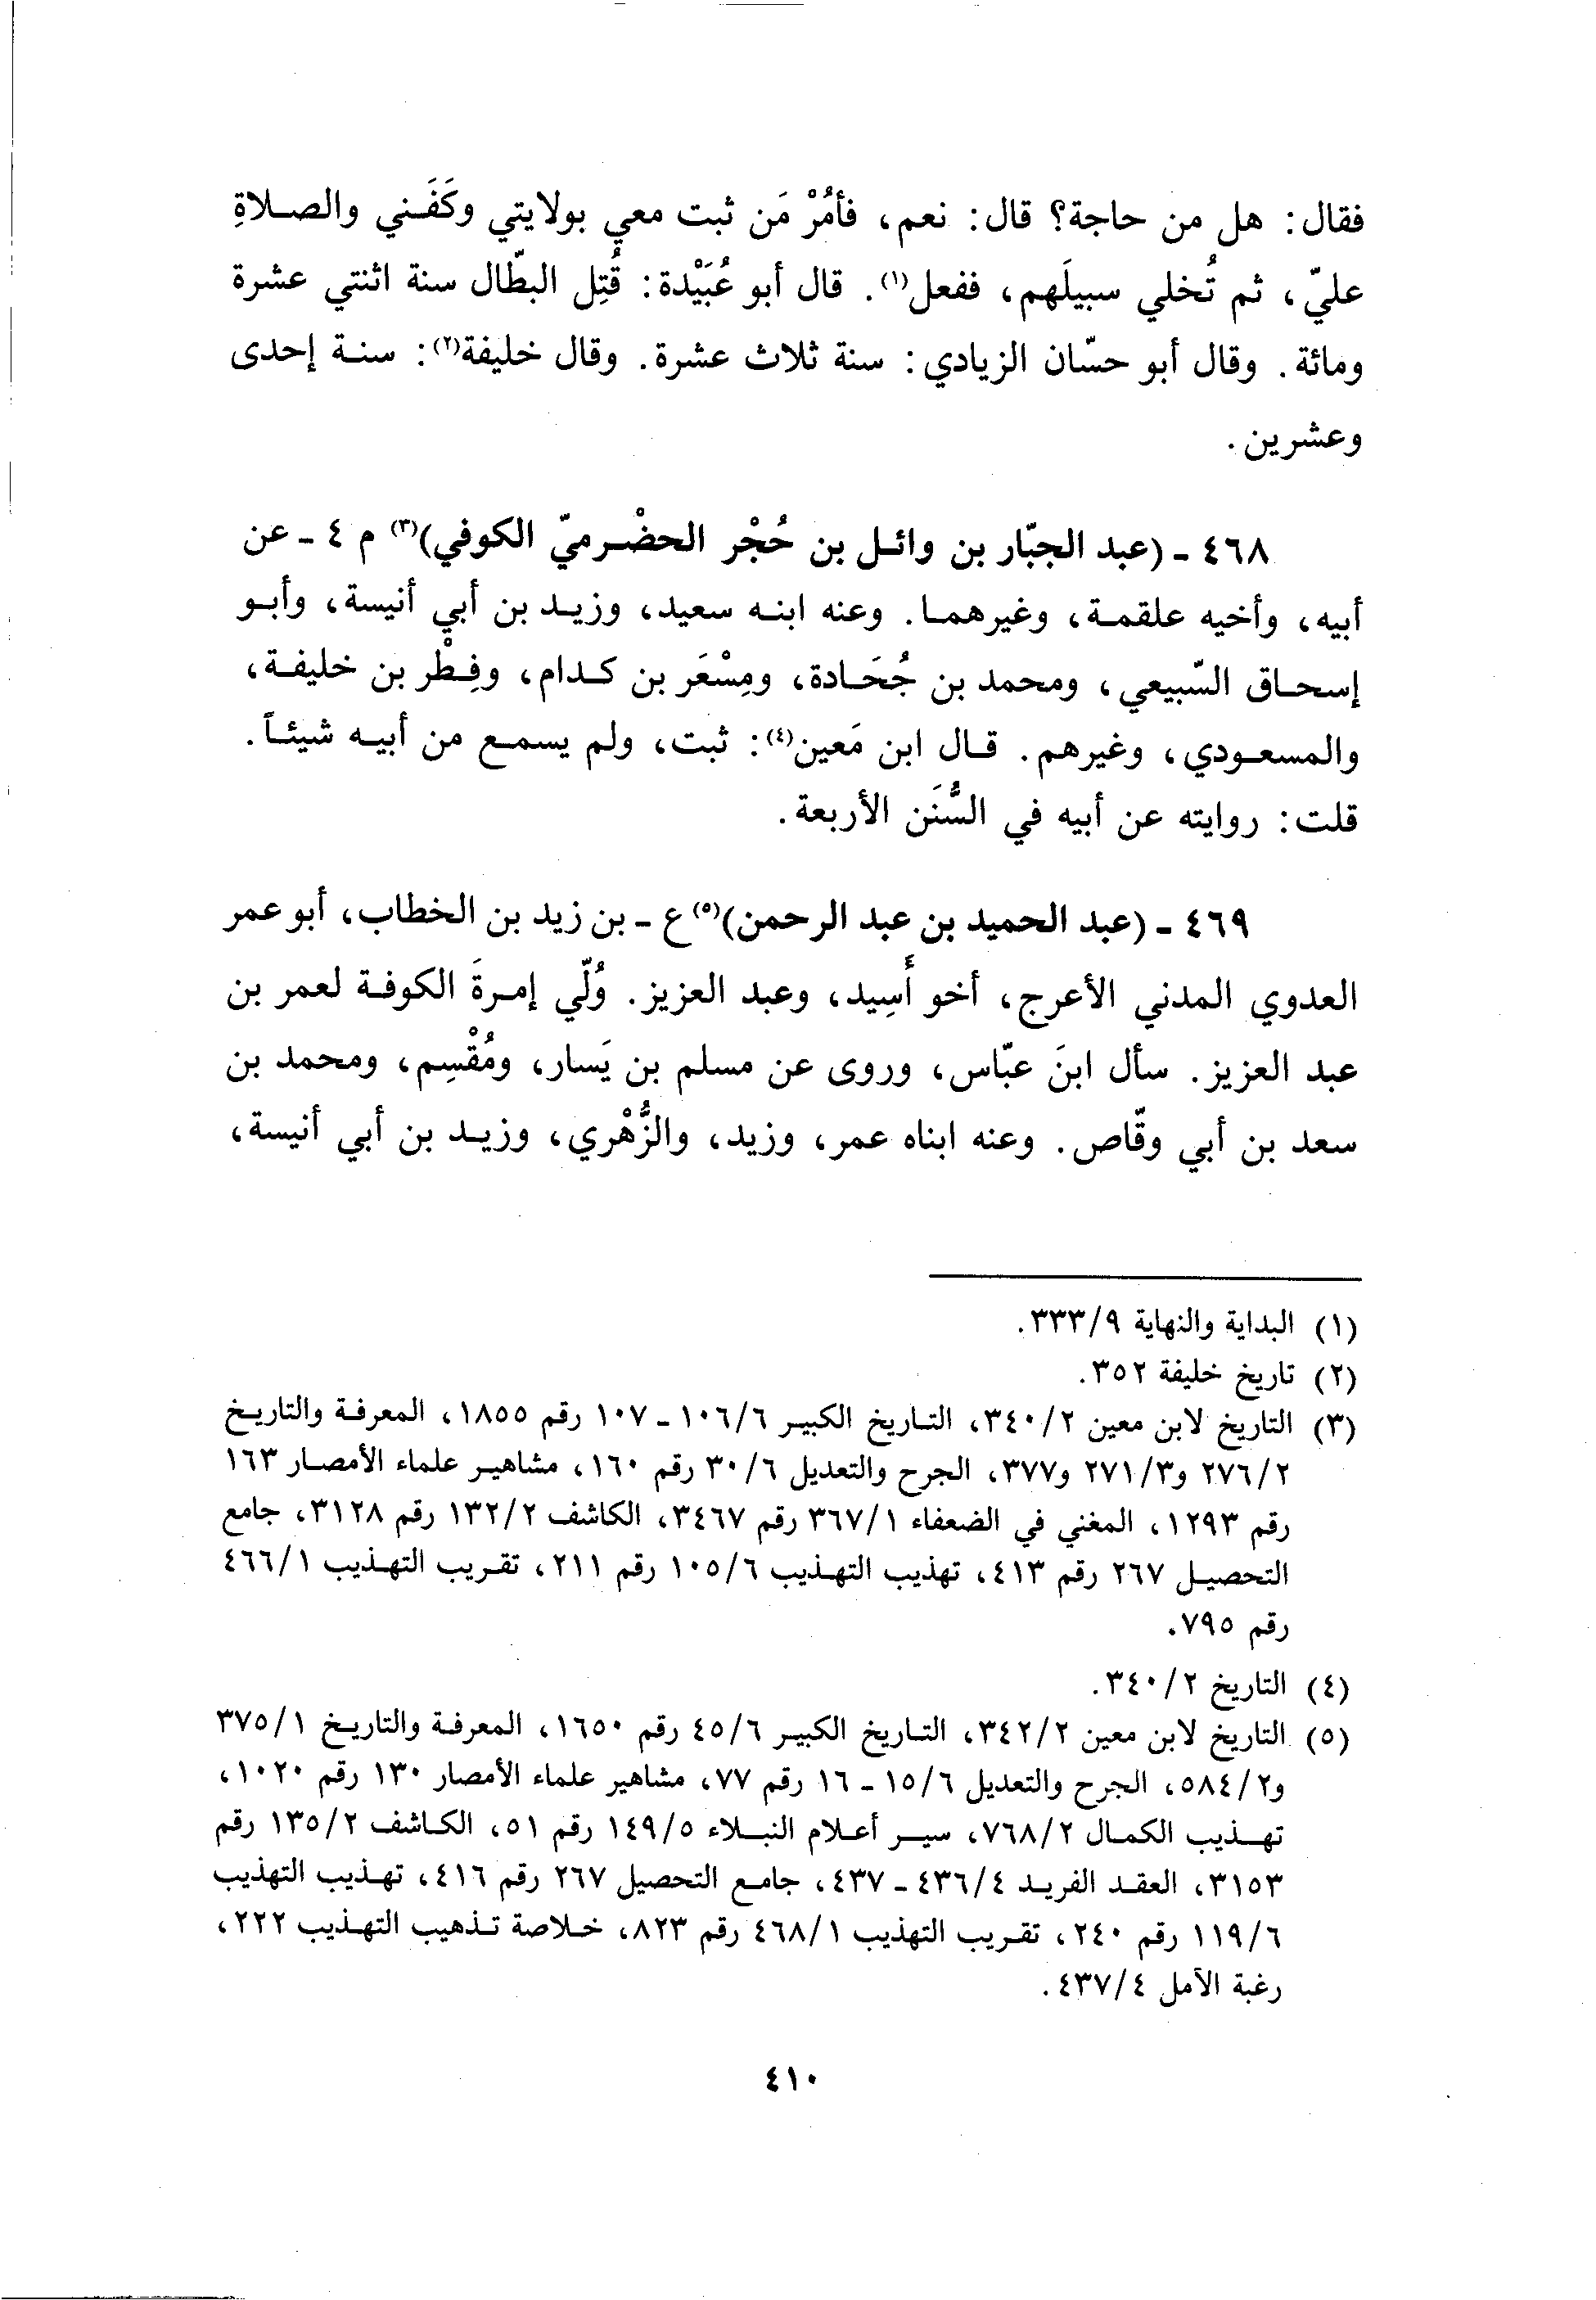 فقال: هل من حاجة؟ قال: نعم، فأمُرْ مَن ثبت معي بولايتي وكَفَني والصلاةِ
عليّ، ثم تُخلي سبيلَهم، ففعل(١). قال أبو عُبَيْدة: قُتِل البطّال سنة اثنتي عشرة
ومائة. وقال أبو حسّان الزيادي: سنة ثلاث عشرة. وقال خليفة(٢): سنة إحدى
وعشرين.
٤٦٨ - (عبد الجبّار بن وائل بن حُجْر الحضْرميّ الكوفي)(٣) م ٤ - عن
أبيه، وأخيه علقمة، وغيرهما. وعنه ابنه سعيد، وزيد بن أبي أنيسة، وأبو
إسحاق السّبيعي، ومحمد بن جُحَادة، ومِسْعَر بن كدام، وفِطْر بن خليفة،
والمسعودي، وغيرهم. قال ابن مَعين(٤): ثبت، ولم يسمع من أبيه شيئاً.
قلت: روايته عن أبيه في السُّنَن الأربعة.
٤٦٩ - (عبد الحميد بن عبد الرحمن)(٥) ع - بن زيد بن الخطاب، أبو عمر
العدوي المدني الأعرج، أخو أَسِيد، وعبد العزيز. وُلّي إمرةَ الكوفة لعمر بن
عبد العزيز. سأل ابنَ عبّاس، وروى عن مسلم بن يَسار، ومُقْسِم، ومحمد بن
سعد بن أبي وقّاص. وعنه ابناه عمر، وزيد، والزُّهْري، وزيد بن أبي أنيسة،
(١) البداية والنهاية ٣٣٣/٩.
(٢) تاريخ خليفة ٣٥٢.
(٣) التاريخ لابن معين ٣٤٠/٢، التاريخ الكبير ١٠٦/٦ - ١٠٧ رقم ١٨٥٥، المعرفة والتاريخ
٢٧٦/٢ و٢٧١/٣ و٣٧٧، الجرح والتعديل ٣٠/٦ رقم ١٦٠، مشاهير علماء الأمصار ١٦٣
رقم ١٢٩٣، المغني في الضعفاء ٣٦٧/١ رقم ٣٤٦٧، الكاشف ١٣٢/٢ رقم ٣١٢٨، جامع
التحصيل ٢٦٧ رقم ٤١٣، تهذيب التهذيب ١٠٥/٦ رقم ٢١١، تقريب التهذيب ٤٦٦/١
رقم ٧٩٥.
(٤) التاريخ ٣٤٠/٢.
(٥) التاريخ لابن معين ٣٤٢/٢، التاريخ الكبير ٤٥/٦ رقم ١٦٥٠، المعرفة والتاريخ ٣٧٥/١
و٥٨٤/٢، الجرح والتعديل ١٥/٦ - ١٦ رقم ٧٧، مشاهير علماء الأمصار ١٣٠ رقم ١٠٢٠،
تهذيب الكمال ٧٦٨/٢، سير أعلام النبلاء ١٤٩/٥ رقم ٥١، الكاشف ١٣٥/٢ رقم
٣١٥٣، العقد الفريد ٤٣٦/٤ - ٤٣٧، جامع التحصيل ٢٦٧ رقم ٤١٦، تهذيب التهذيب
١١٩/٦ رقم ٢٤٠، تقريب التهذيب ٤٦٨/١ رقم ٨٢٣، خلاصة تذهيب التهذيب ٢٢٢،
رغبة الأمل ٤٣٧/٤.
٤١٠